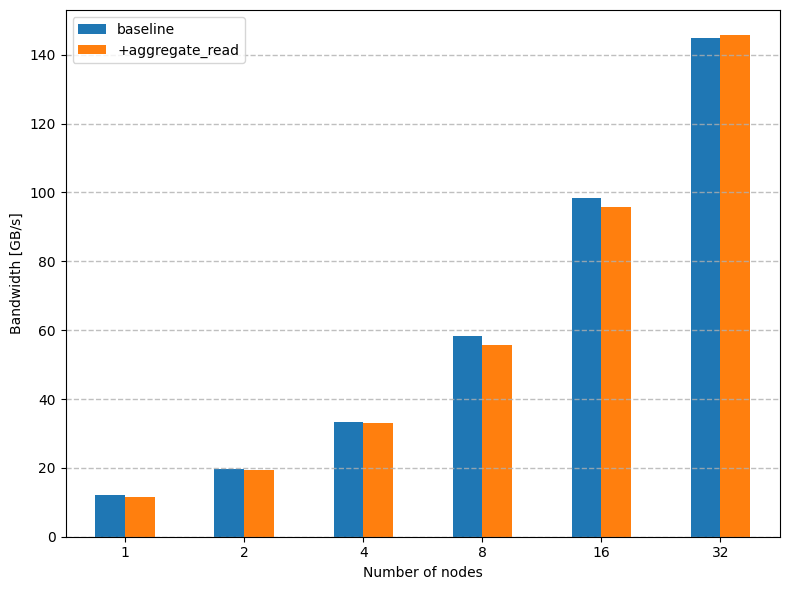 baseline
+aggregate_read
Bandwidth [GB/s]
140
120
100
80
60
40
20
0
1 2 4 8 16 32
Number of nodes